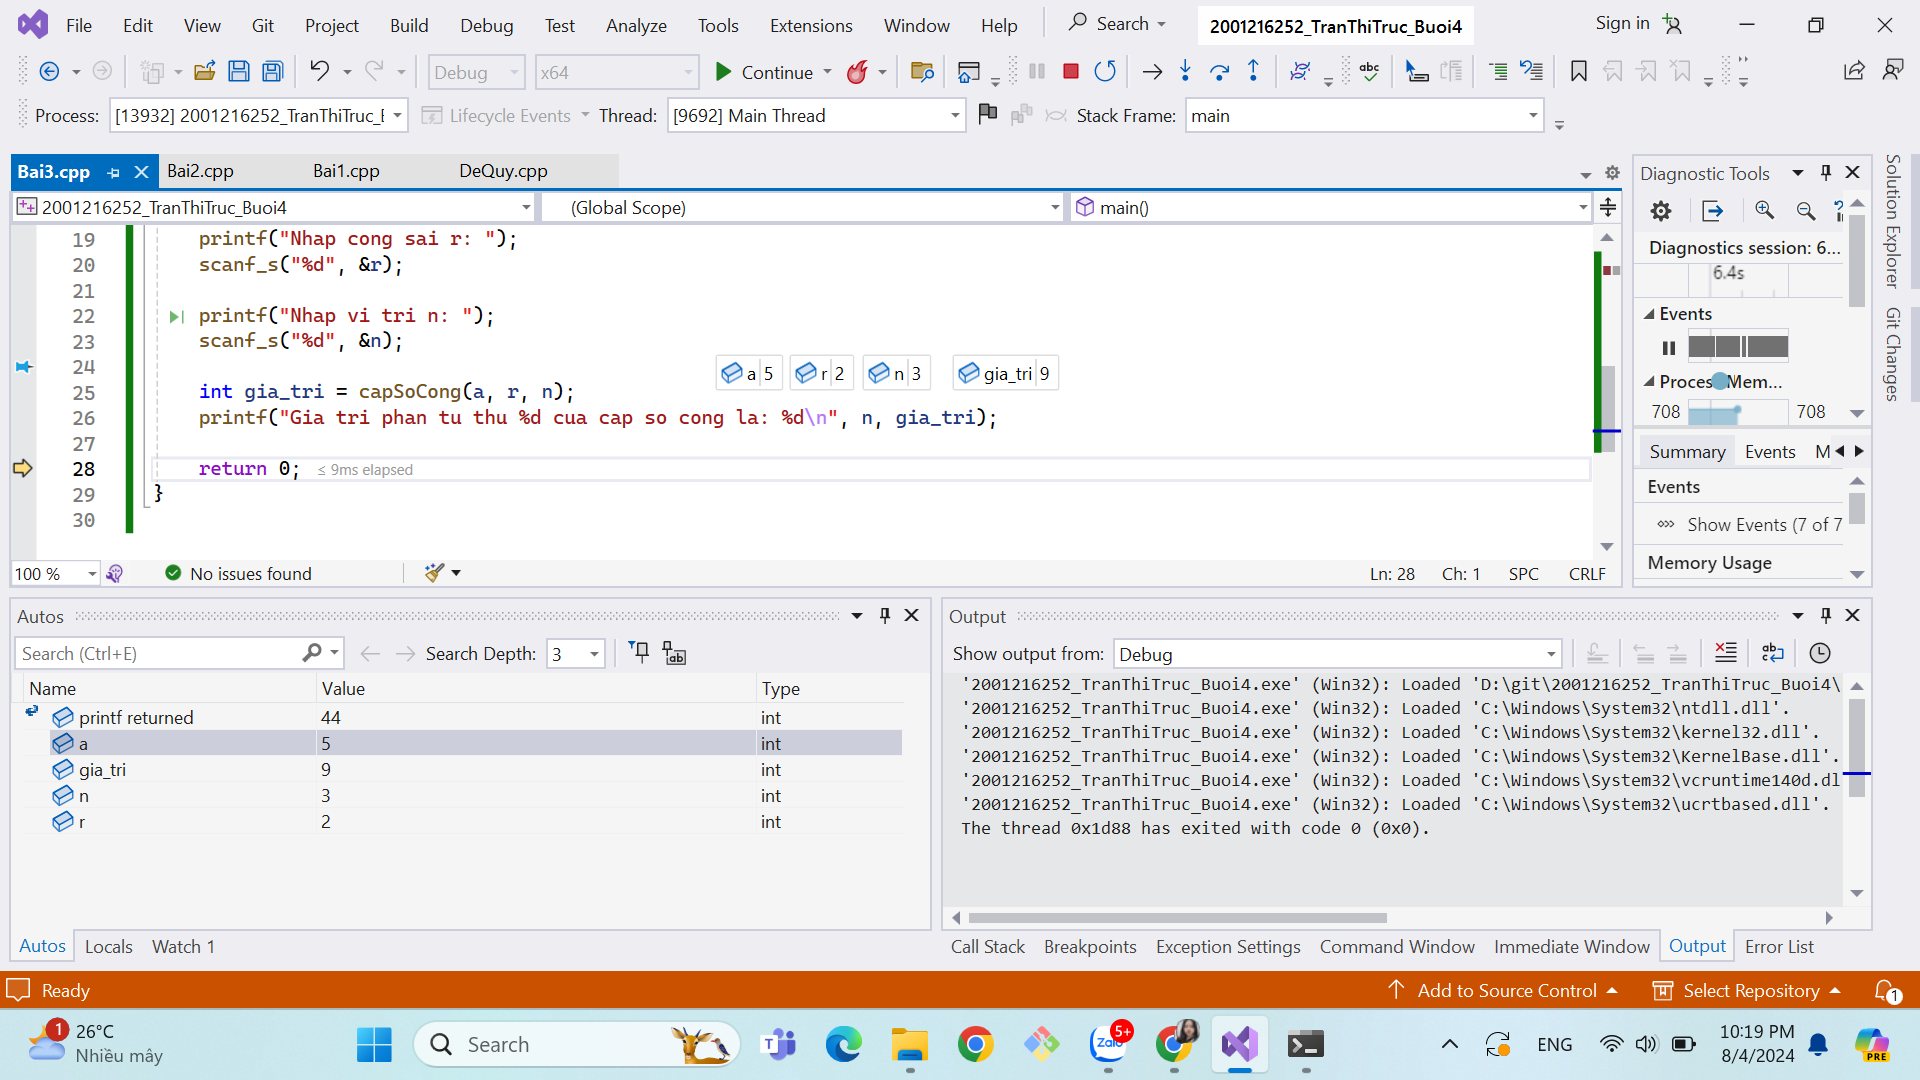 File Edit View Git Project Build Debug Test Analyze Tools Extensions Window Help Search 2001216252_TranThiTruc_Buoi4 Sign in
Debug x64 Continue
Process: [13932] 2001216252_TranThiTruc_E Lifecycle Events Thread: [9692] Main Thread Stack Frame: main
Bai3.cpp Bai2.cpp Bai1.cpp DeQuy.cpp
2001216252_TranThiTruc_Buoi4 (Global Scope) main()
19 printf("Nhap cong sai r: ");
20 scanf_s("%d", &r);
21
22 printf("Nhap vi tri n: ");
23 scanf_s("%d", &n);
24
a 5 r 2 n 3 gia_tri 9
25 int gia_tri = capSoCong(a, r, n);
26 printf("Gia tri phan tu thu %d cua cap so cong la: %d\n", n, gia_tri);
27
28 return 0; ≤ 9ms elapsed
29 }
30
100 % No issues found Ln: 28 Ch: 1 SPC CRLF
Diagnostic Tools
Diagnostics session: 6...
6.4s
Events
Proces Mem...
708 708
Summary Events M
Events
Show Events (7 of 7
Memory Usage
Solution Explorer
Git Changes
Autos
Search (Ctrl+E) Search Depth: 3
Name Value Type
printf returned 44 int
a 5 int
gia_tri 9 int
n 3 int
r 2 int
Autos Locals Watch 1
Output
Show output from: Debug
'2001216252_TranThiTruc_Buoi4.exe' (Win32): Loaded 'D:\git\2001216252_TranThiTruc_Buoi4\
'2001216252_TranThiTruc_Buoi4.exe' (Win32): Loaded 'C:\Windows\System32\ntdll.dll'.
'2001216252_TranThiTruc_Buoi4.exe' (Win32): Loaded 'C:\Windows\System32\kernel32.dll'.
'2001216252_TranThiTruc_Buoi4.exe' (Win32): Loaded 'C:\Windows\System32\KernelBase.dll'.
'2001216252_TranThiTruc_Buoi4.exe' (Win32): Loaded 'C:\Windows\System32\vcruntime140d.dl
'2001216252_TranThiTruc_Buoi4.exe' (Win32): Loaded 'C:\Windows\System32\ucrtbased.dll'.
The thread 0x1d88 has exited with code 0 (0x0).
Call Stack Breakpoints Exception Settings Command Window Immediate Window Output Error List
Ready Add to Source Control Select Repository 1
1 26°C
Nhiều mây
Search
Zalo 5+
ENG
10:19 PM
8/4/2024
PRE